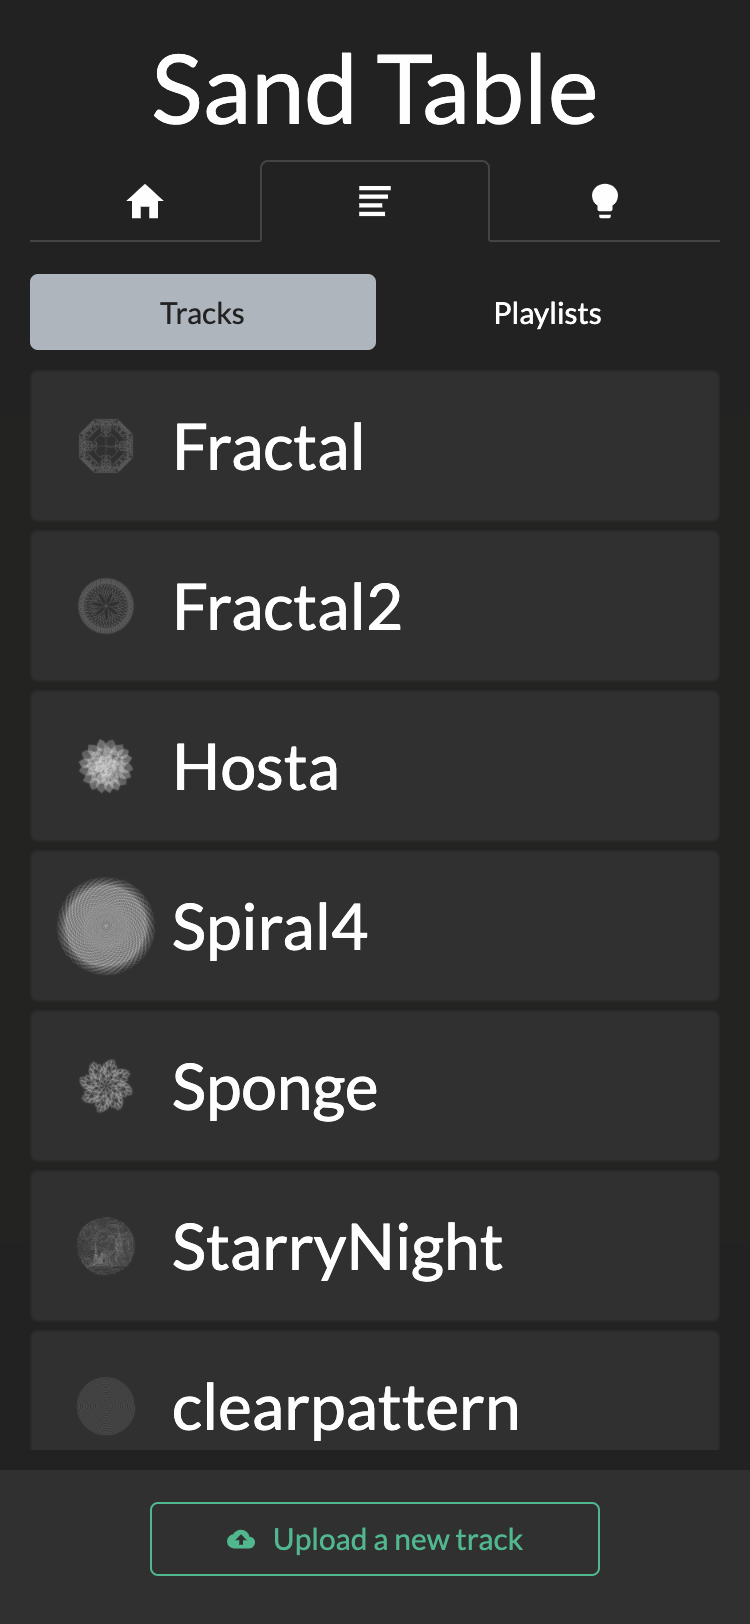 Sand Table
Tracks
Playlists
Fractal
Fractal2
Hosta
Spiral4
Sponge
StarryNight
clearpattern
Upload a new track